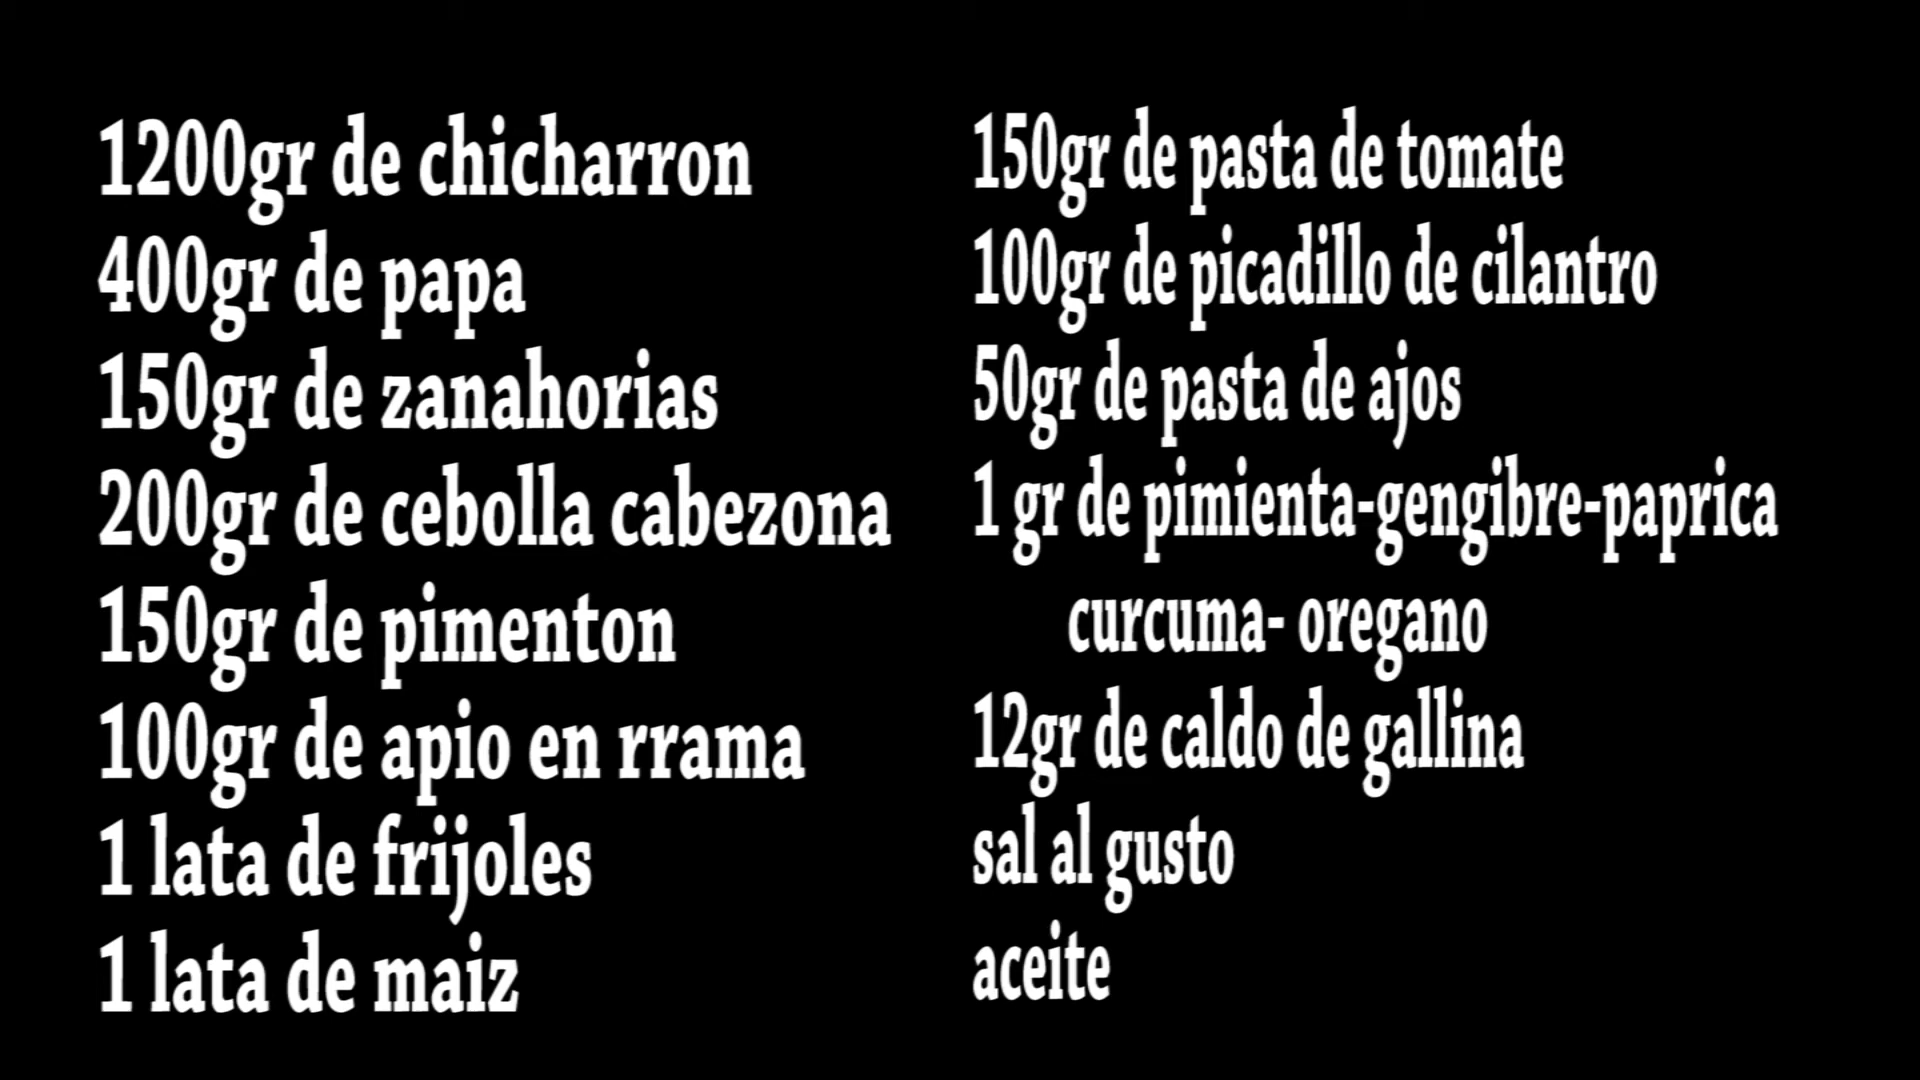 1200gr de chicharron
400gr de papa
150gr de zanahorias
200gr de cebolla cabezona
150gr de pimenton
100gr de apio en rrama
1 lata de frijoles
1 lata de maiz
150gr de pasta de tomate
100gr de picadillo de cilantro
50gr de pasta de ajos
1 gr de pimienta-gengibre-paprica
curcuma- oregano
12gr de caldo de gallina
sal al gusto
aceite